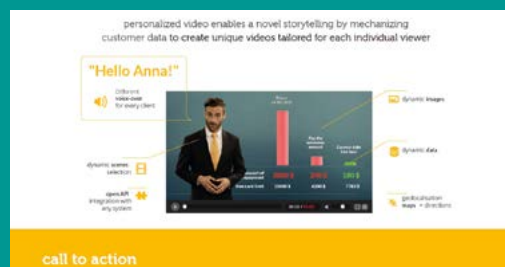 personalized video enables a novel storytelling by mechanizing
customer data to create unique videos tailored for each individual viewer
"Hello Anna!"
Different
voice-over
for every client
dynamic images
dynamic scenes
selection
dynamic data
openAPI
integration with
any system
geolocalisation
maps + directions
call to action